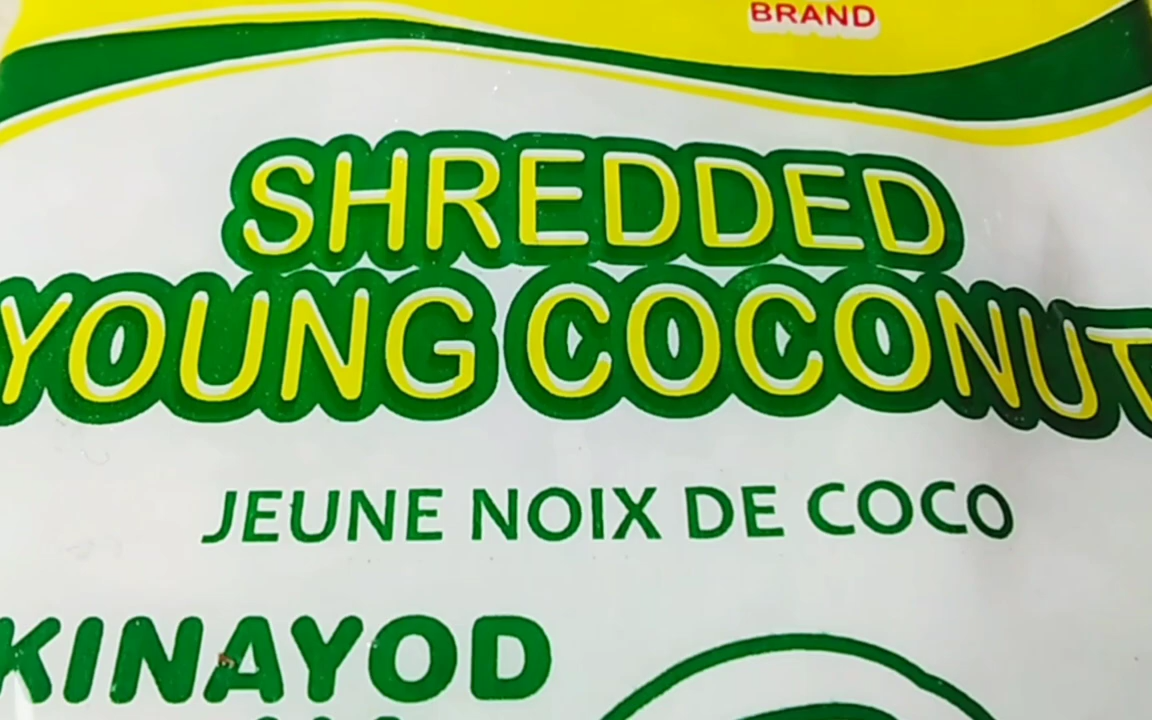 BRAND
SHREDDED
YOUNG COCONUT
JEUNE NOIX DE COCO
KINAYOD